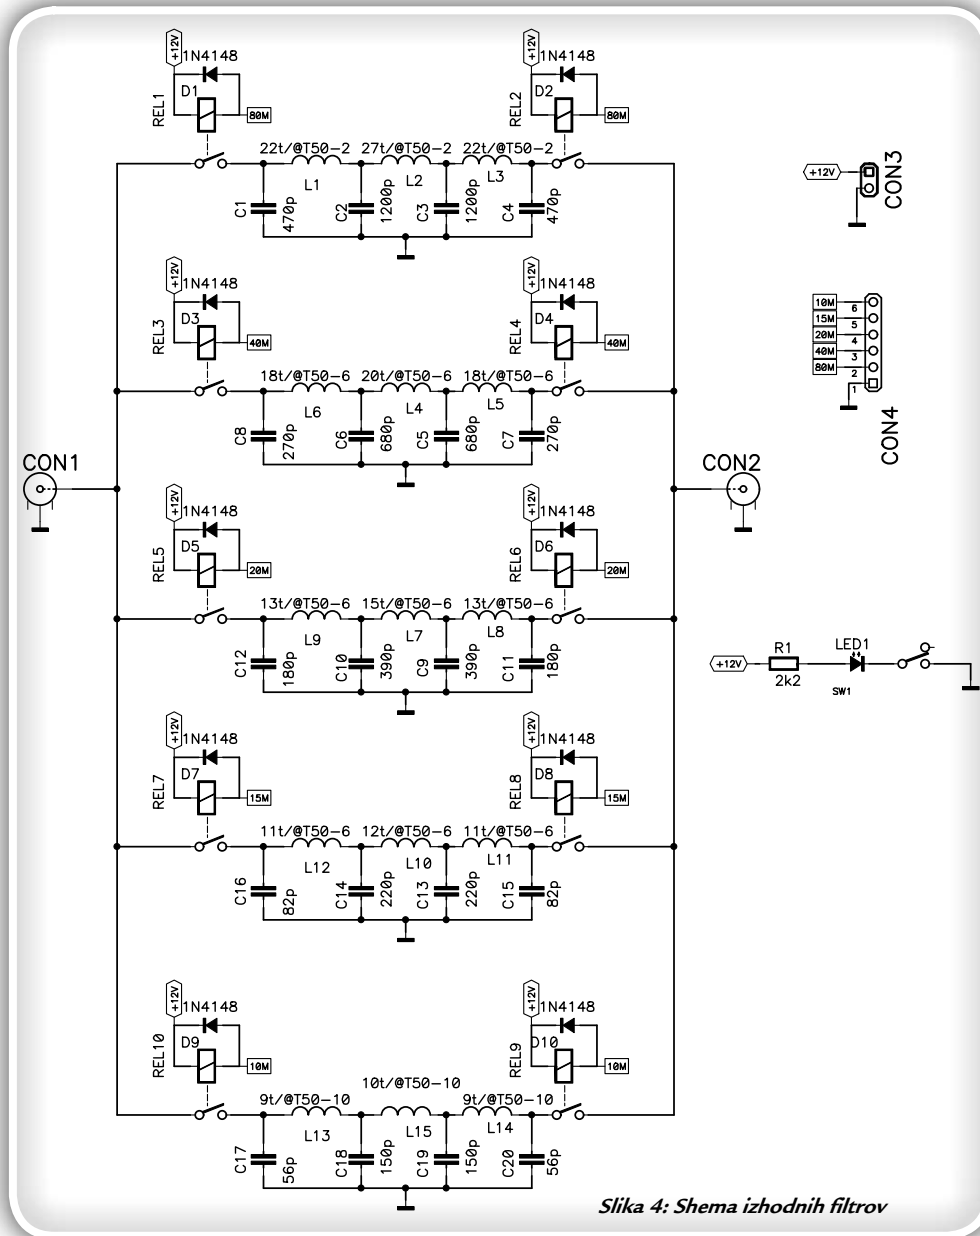 +12V
1N4148
D1
REL1
80M
+12V
1N4148
D2
REL2
80M
22t/@T50-2
27t/@T50-2
22t/@T50-2
L1
L2
L3
C1
470p
C2
1200p
C3
1200p
C4
470p
+12V
CON3
+12V
1N4148
D3
REL3
40M
+12V
1N4148
D4
REL4
40M
18t/@T50-6
20t/@T50-6
18t/@T50-6
L6
L4
L5
C8
270p
C6
680p
C5
680p
C7
270p
10M
6
15M
5
20M
4
40M
3
80M
2
1
CON4
CON1
CON2
+12V
1N4148
D5
REL5
20M
+12V
1N4148
D6
REL6
20M
13t/@T50-6
15t/@T50-6
13t/@T50-6
L9
L7
L8
C12
180p
C10
390p
C9
390p
C11
180p
+12V
R1
2k2
LED1
SW1
+12V
1N4148
D7
REL7
15M
+12V
1N4148
D8
REL8
15M
11t/@T50-6
12t/@T50-6
11t/@T50-6
L12
L10
L11
C16
82p
C14
220p
C13
220p
C15
82p
+12V
1N4148
D9
REL10
10M
+12V
1N4148
D10
REL9
10M
9t/@T50-10
10t/@T50-10
9t/@T50-10
L13
L15
L14
C17
56p
C18
150p
C19
150p
C20
56p
Slika 4: Shema izhodnih filtrov